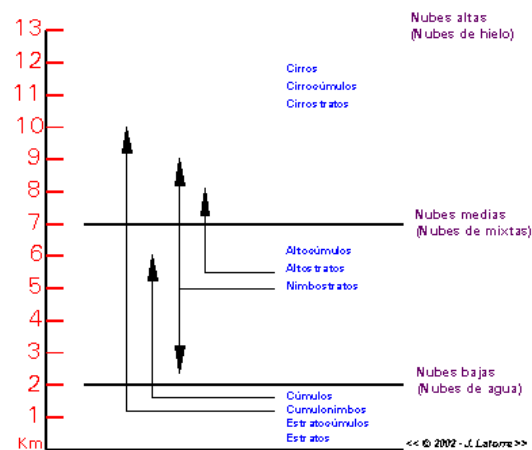 13
12
11
10
9
8
7
6
5
4
3
2
1
Km
Nubes altas
(Nubes de hielo)
Cirros
Cirrocúmulos
Cirrostratos
Nubes medias
(Nubes de mixtas)
Altocúmulos
Altostratos
Nimbostratos
Nubes bajas
(Nubes de agua)
Cúmulos
Cumulonimbos
Estratocúmulos
Estratos
<< © 2002 - J. Latorre >>